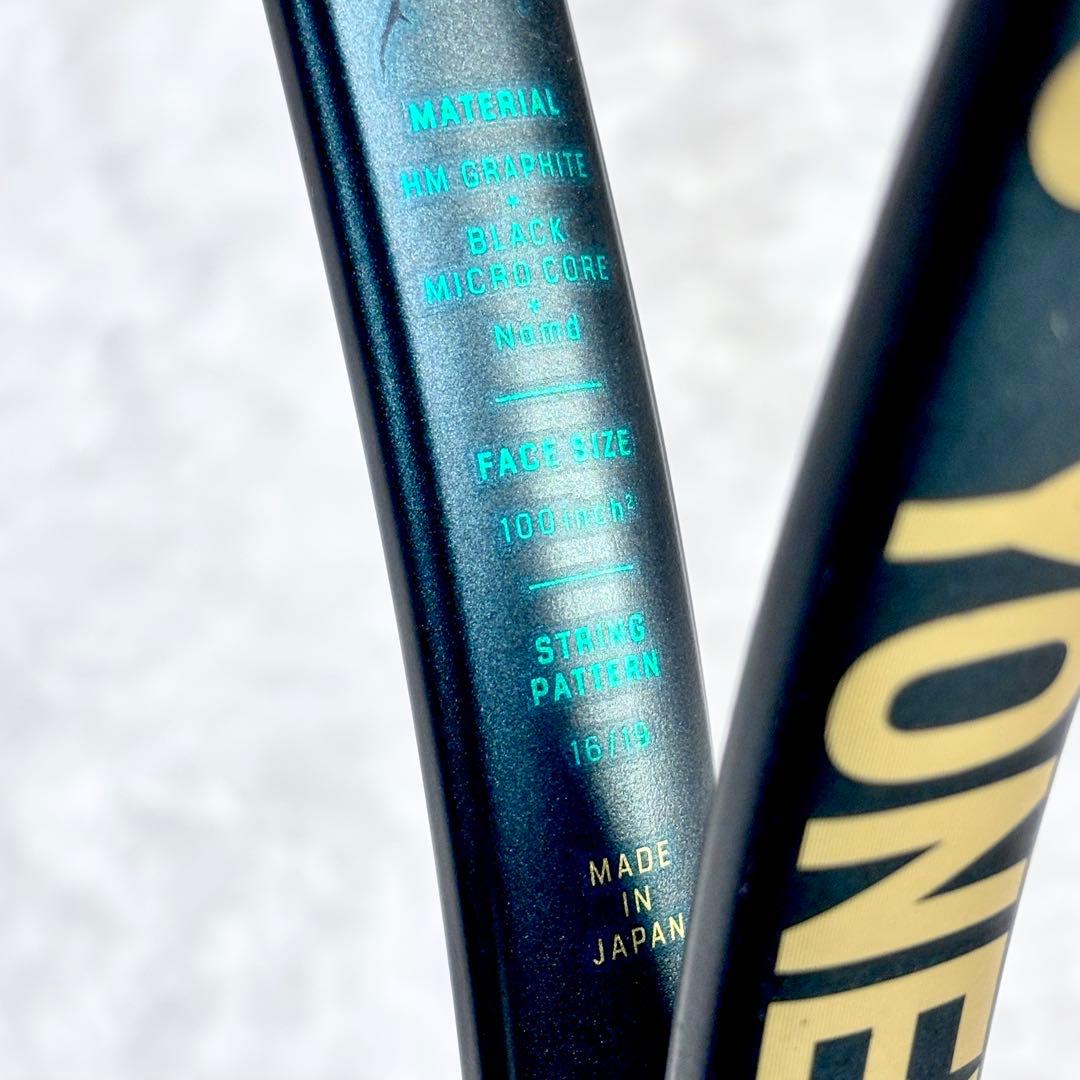 MATERIAL
HM GRAPHITE
+
BLACK
MICRO CORE
+
Namd
FACE SIZE
100 inch²
STRING
PATTERN
16/19
MADE
IN
JAPAN
YONE